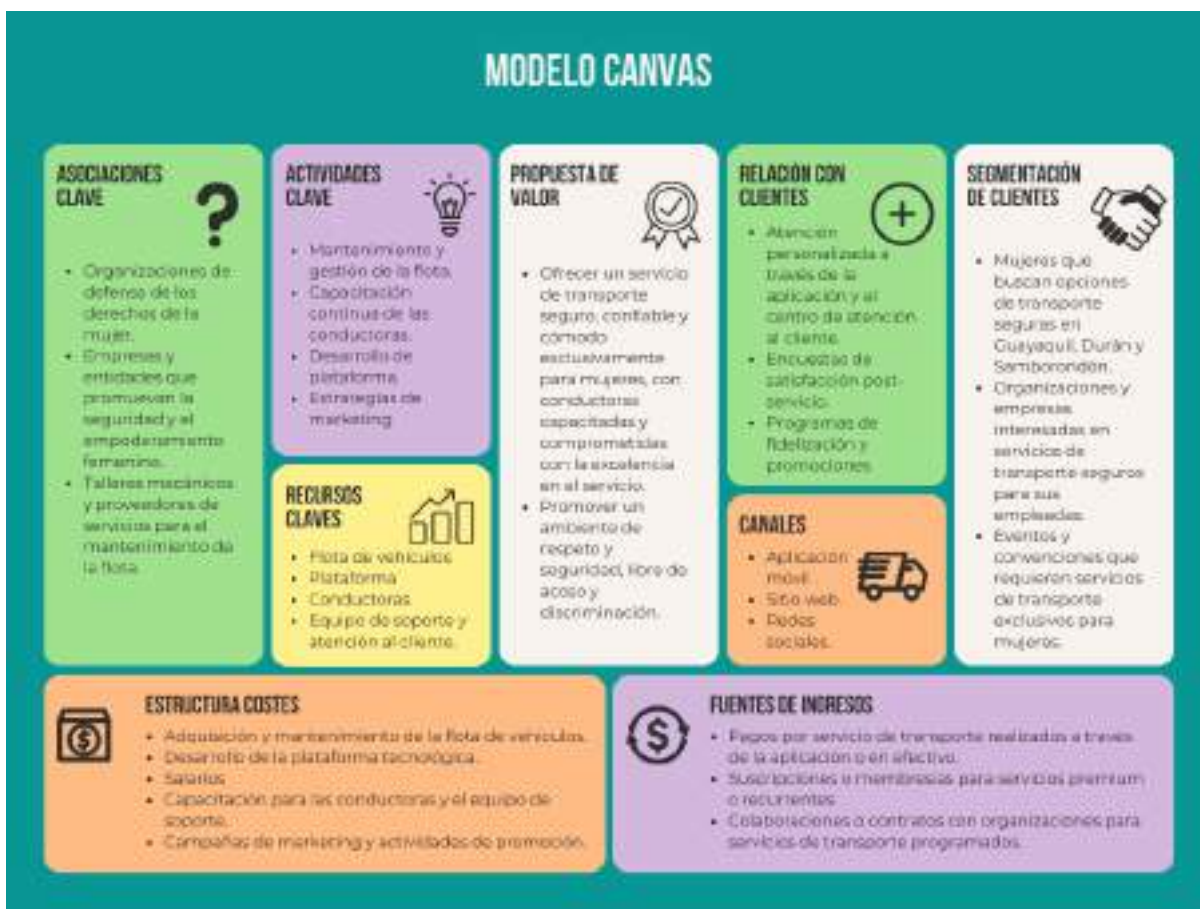 MODELO CANVAS
ASOCIACIONES
CLAVE
• Organizaciones de
defensa de los
derechos de la
mujer.
• Empresas y
entidades que
promuevan la
seguridad y el
empoderamiento
femenino.
• Talleres mecánicos
y proveedores de
servicios para el
mantenimiento de
la flota.
ACTIVIDADES
CLAVE
• Mantenimiento y
gestión de la flota.
• Capacitación
continua de las
conductoras.
• Desarrollo de
plataforma
• Estrategias de
marketing
RECURSOS
CLAVES
• Flota de vehículos
• Plataforma
• Conductoras
• Equipo de soporte y
atención al cliente.
PROPUESTA DE
VALOR
• Ofrecer un servicio
de transporte
seguro, confiable y
cómodo
exclusivamente
para mujeres, con
conductoras
capacitadas y
comprometidas
con la excelencia
en el servicio.
• Promover un
ambiente de
respeto y
seguridad, libre de
acoso y
discriminación.
RELACIÓN CON
CLIENTES
• Atención
personalizada a
través de la
aplicación y el
centro de atención
al cliente.
• Encuestas de
satisfacción post-
servicio.
• Programas de
fidelización y
promociones
CANALES
• Aplicación
móvil
• Sitio web
• Redes
sociales.
SEGMENTACIÓN
DE CLIENTES
• Mujeres que
buscan opciones
de transporte
seguras en
Guayaquil, Durán y
Samborondón.
• Organizaciones y
empresas
interesadas en
servicios de
transporte seguros
para sus
empleadas.
• Eventos y
convenciones que
requieren servicios
de transporte
exclusivos para
mujeres.
ESTRUCTURA COSTES
• Adquisición y mantenimiento de la flota de vehículos.
• Desarrollo de la plataforma tecnológica.
• Salarios
• Capacitación para las conductoras y el equipo de
soporte.
• Campañas de marketing y actividades de promoción.
FUENTES DE INGRESOS
• Pagos por servicio de transporte realizados a través
de la aplicación o en efectivo.
• Suscripciones o membresías para servicios premium
o recurrentes
• Colaboraciones o contratos con organizaciones para
servicios de transporte programados.